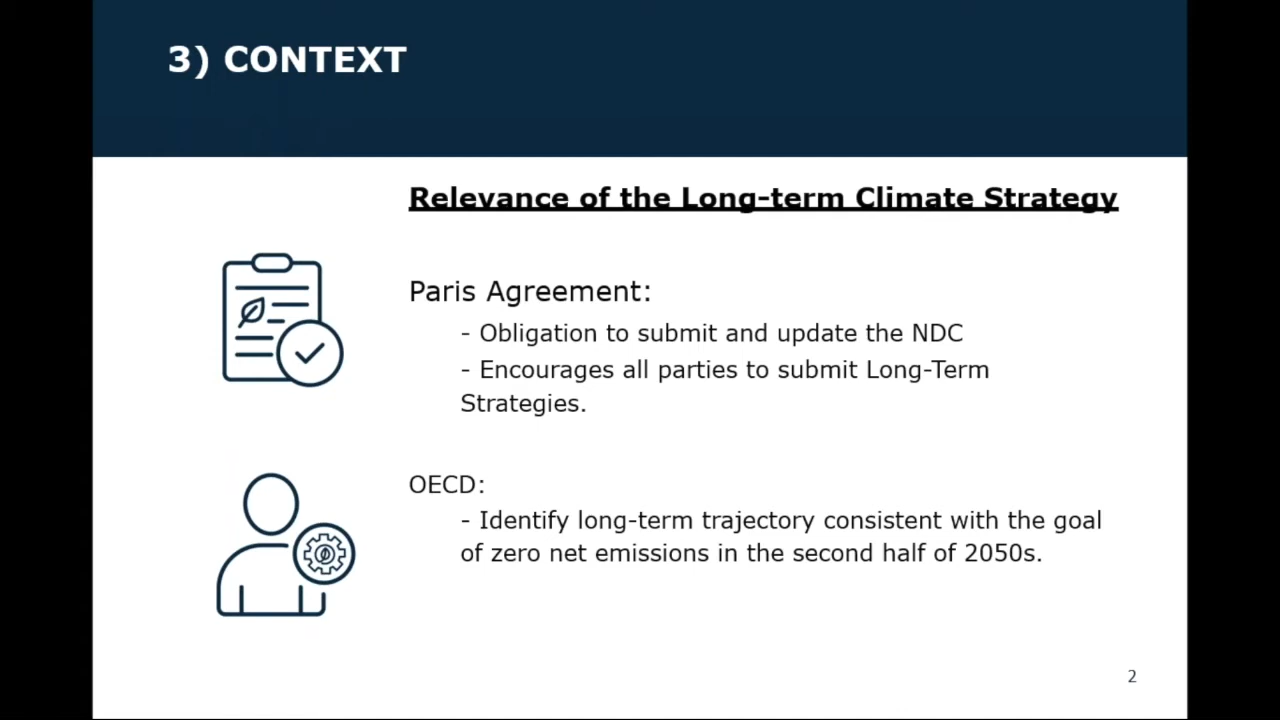 3) CONTEXT
Relevance of the Long-term Climate Strategy
Paris Agreement:
- Obligation to submit and update the NDC
- Encourages all parties to submit Long-Term
Strategies.
OECD:
- Identify long-term trajectory consistent with the goal
of zero net emissions in the second half of 2050s.
2